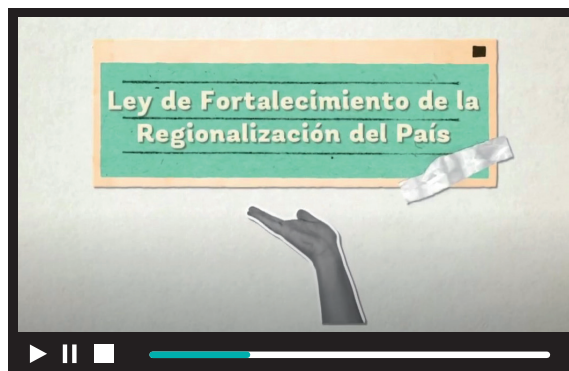 Ley de Fortalecimiento de la
Regionalización del País